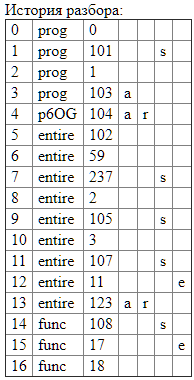 История разбора:
0 prog 0
1 prog 101 s
2 prog 1
3 prog 103 a
4 p6OG 104 a r
5 entire 102
6 entire 59
7 entire 237 s
8 entire 2
9 entire 105 s
10 entire 3
11 entire 107 s
12 entire 11 e
13 entire 123 a r
14 func 108 s
15 func 17 e
16 func 18